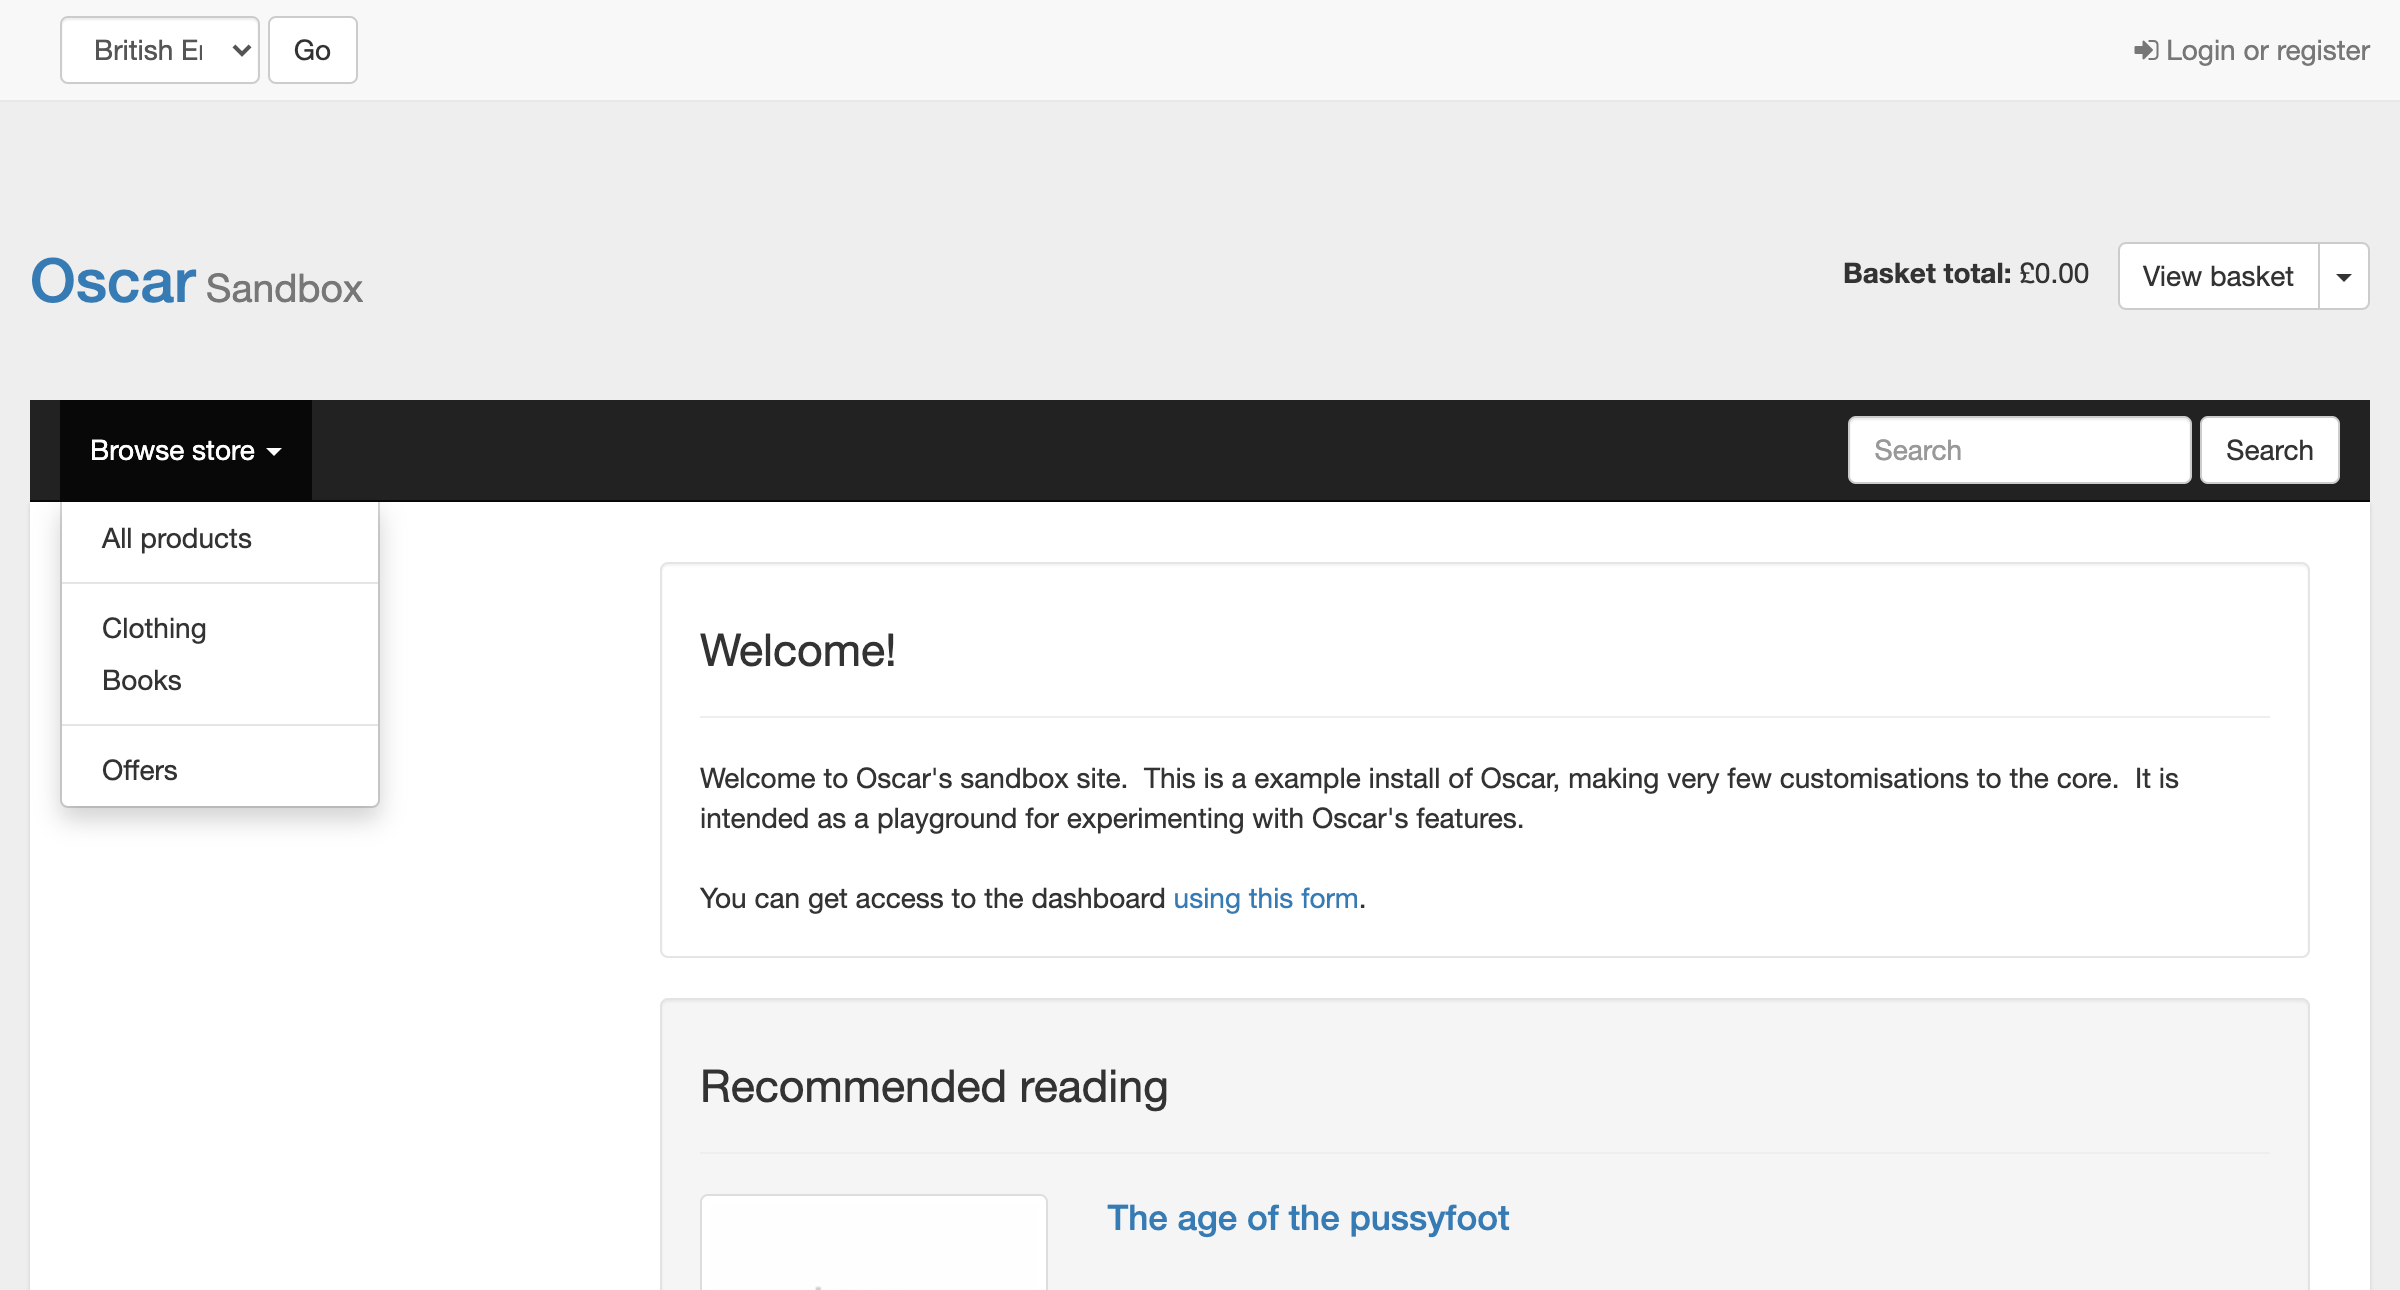 British En
Go
Login or register
Oscar Sandbox
Basket total: £0.00
View basket
Browse store
Search
Search
All products
Clothing
Books
Offers
Welcome!
Welcome to Oscar's sandbox site.  This is a example install of Oscar, making very few customisations to the core.  It is
intended as a playground for experimenting with Oscar's features.
You can get access to the dashboard using this form.
Recommended reading
The age of the pussyfoot